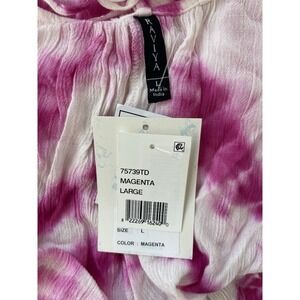 RAVIYA
L
Made in
India
75739TD
MAGENTA
LARGE
SIZE L
COLOR : MAGENTA